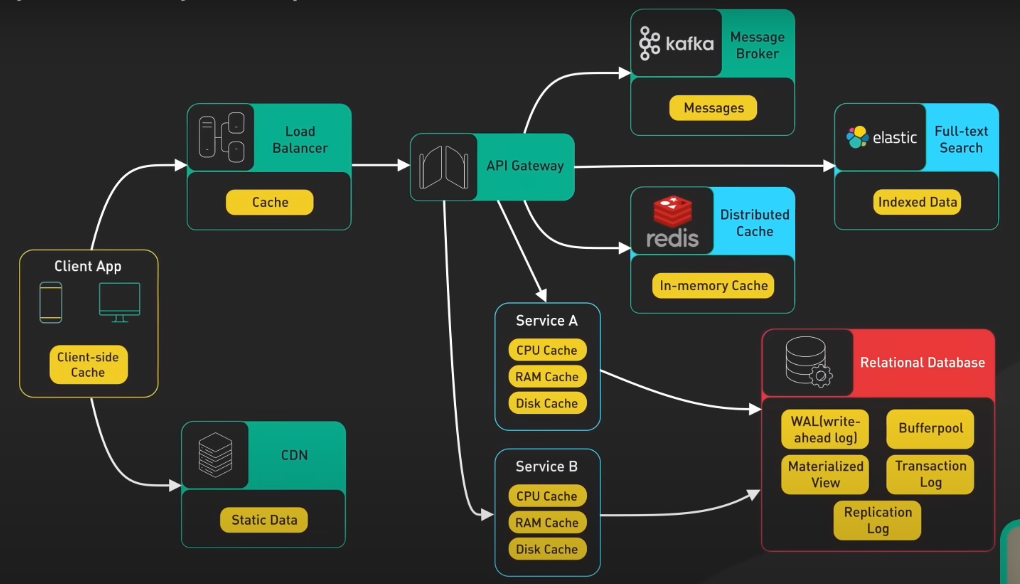 Client App
Client-side
Cache
Load
Balancer
Cache
CDN
Static Data
API Gateway
kafka
Message
Broker
Messages
elastic
Full-text
Search
Indexed Data
redis
Distributed
Cache
In-memory Cache
Service A
CPU Cache
RAM Cache
Disk Cache
Service B
CPU Cache
RAM Cache
Disk Cache
Relational Database
WAL(write-
ahead log)
Bufferpool
Materialized
View
Transaction
Log
Replication
Log